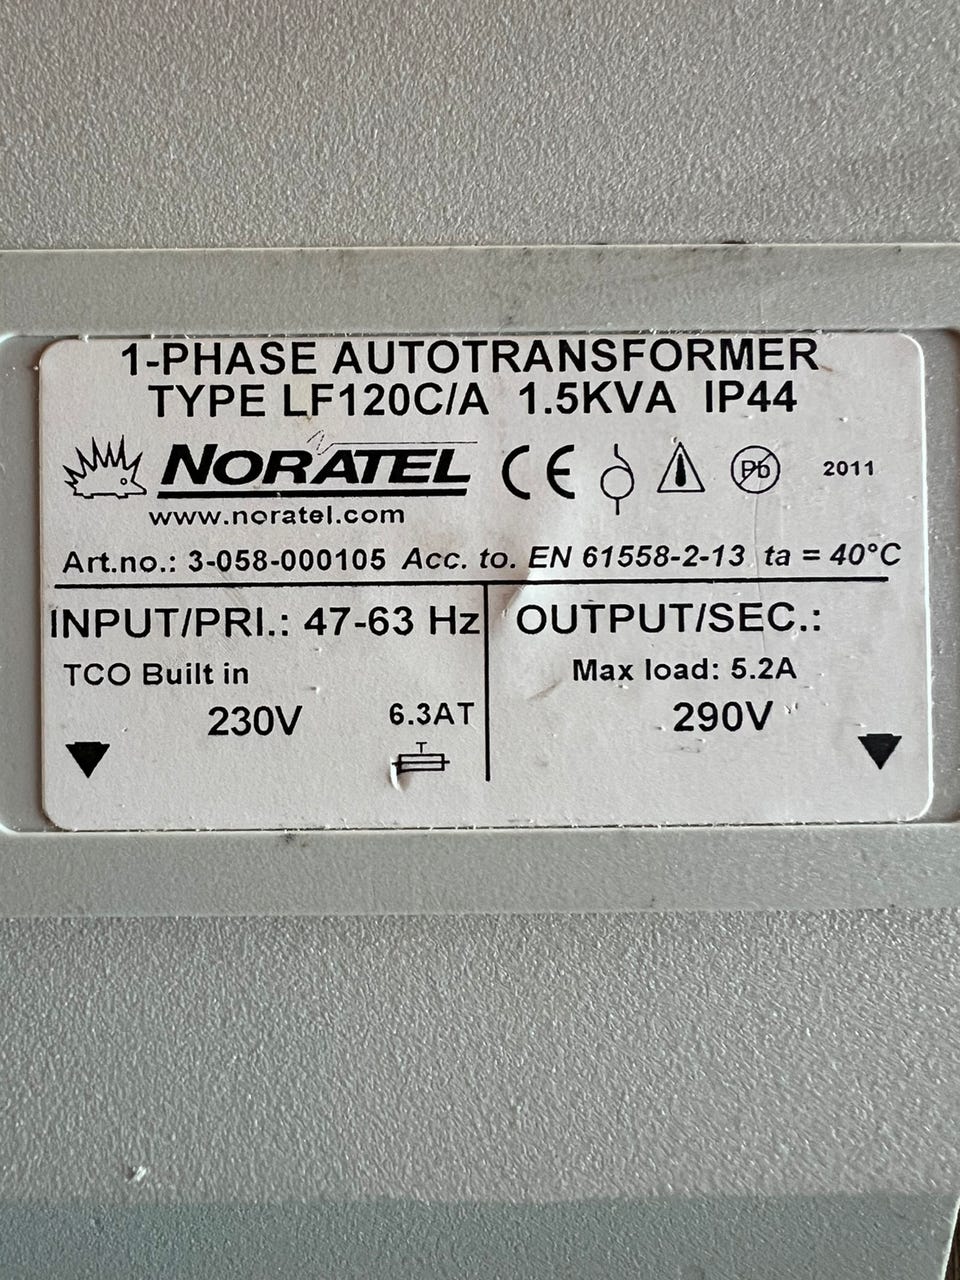 1-PHASE AUTOTRANSFORMER
TYPE LF120C/A 1.5KVA IP44
NORATEL CE Pb 2011
www.noratel.com
Art.no.: 3-058-000105 Acc. to. EN 61558-2-13 ta = 40°C
INPUT/PRI.: 47-63 Hz
TCO Built in
230V 6.3AT
T
OUTPUT/SEC.:
Max load: 5.2A
290V